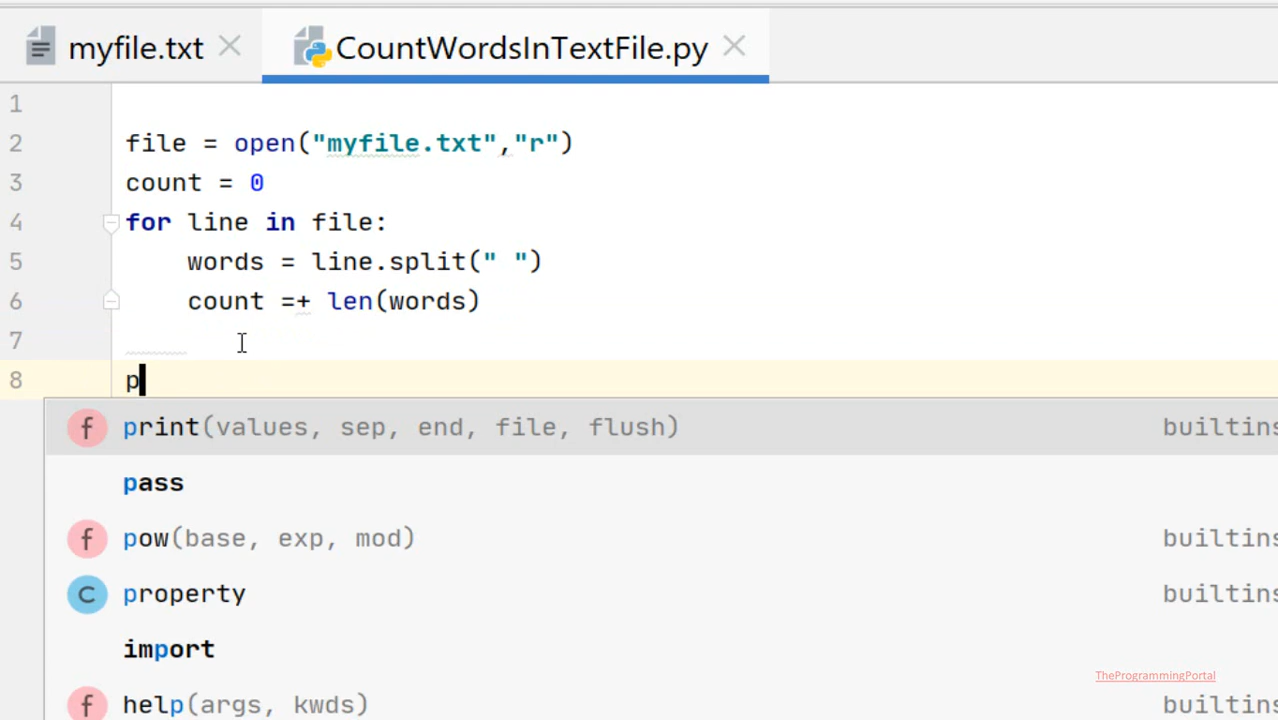 myfile.txt CountWordsInTextFile.py
1
2 file = open("myfile.txt","r")
3 count = 0
4 for line in file:
5 words = line.split(" ")
6 count =+ len(words)
7
8 p
f print(values, sep, end, file, flush) builtins
pass
f pow(base, exp, mod) builtins
C property builtins
import
TheProgrammingPortal
f help(args, kwds) builtins